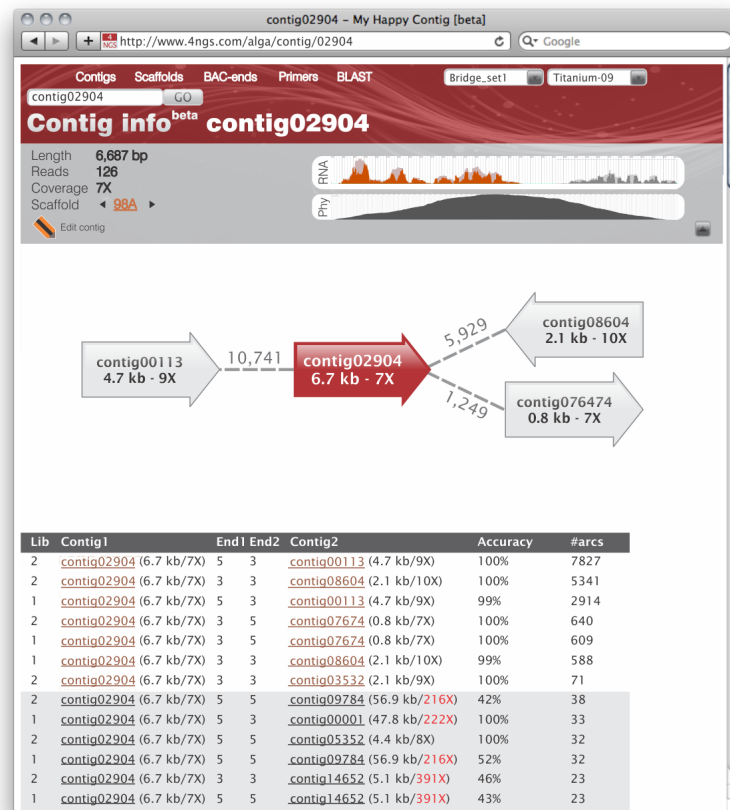 contig02904 – My Happy Contig [beta]
4 NGS http://www.4ngs.com/alga/contig/02904
Google
Contigs Scaffolds BAC-ends Primers BLAST
Bridge_set1 Titanium-09
contig02904 GO
Contig info beta contig02904
Length 6,687 bp
Reads 126
Coverage 7X
Scaffold 98A
Edit contig
RNA
Phy
contig00113
4.7 kb - 9X
10,741
contig02904
6.7 kb - 7X
5,929
contig08604
2.1 kb - 10X
1,249
contig076474
0.8 kb - 7X
Lib Contig1 End1 End2 Contig2 Accuracy #arcs
2 contig02904 (6.7 kb/7X) 5 3 contig00113 (4.7 kb/9X) 100% 7827
2 contig02904 (6.7 kb/7X) 3 3 contig08604 (2.1 kb/10X) 100% 5341
1 contig02904 (6.7 kb/7X) 5 3 contig00113 (4.7 kb/9X) 99% 2914
2 contig02904 (6.7 kb/7X) 3 5 contig07674 (0.8 kb/7X) 100% 640
1 contig02904 (6.7 kb/7X) 3 5 contig07674 (0.8 kb/7X) 100% 609
1 contig02904 (6.7 kb/7X) 3 3 contig08604 (2.1 kb/10X) 99% 588
2 contig02904 (6.7 kb/7X) 3 3 contig03532 (2.1 kb/9X) 100% 71
2 contig02904 (6.7 kb/7X) 5 5 contig09784 (56.9 kb/216X) 42% 38
1 contig02904 (6.7 kb/7X) 5 3 contig00001 (47.8 kb/222X) 100% 33
2 contig02904 (6.7 kb/7X) 5 5 contig05352 (4.4 kb/8X) 100% 32
1 contig02904 (6.7 kb/7X) 5 5 contig09784 (56.9 kb/216X) 52% 32
2 contig02904 (6.7 kb/7X) 3 3 contig14652 (5.1 kb/391X) 46% 23
1 contig02904 (6.7 kb/7X) 5 5 contig14652 (5.1 kb/391X) 43% 23